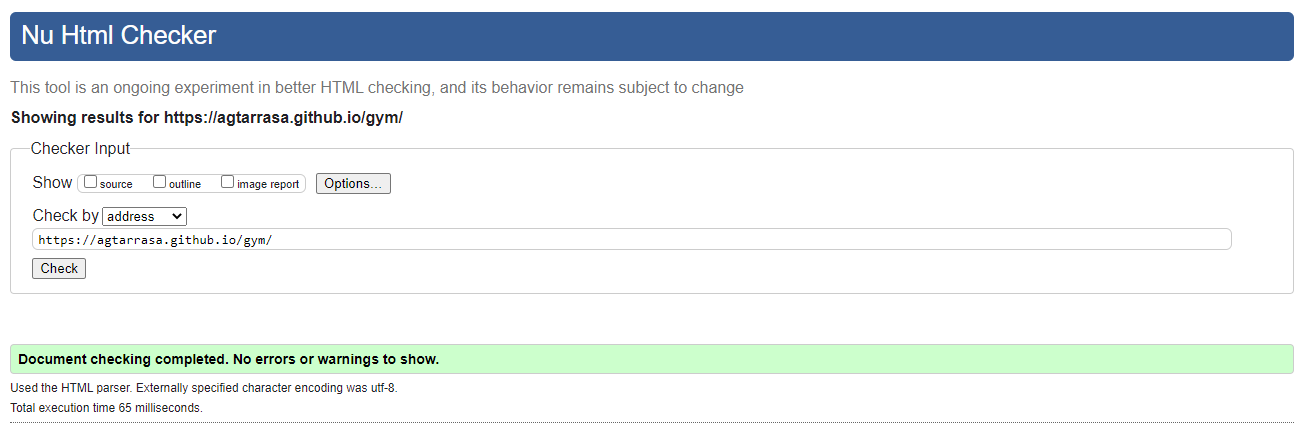 Nu Html Checker
This tool is an ongoing experiment in better HTML checking, and its behavior remains subject to change
Showing results for https://agtarrasa.github.io/gym/
Checker Input
Show source outline image report Options...
Check by address
https://agtarrasa.github.io/gym/
Check
Document checking completed. No errors or warnings to show.
Used the HTML parser. Externally specified character encoding was utf-8.
Total execution time 65 milliseconds.